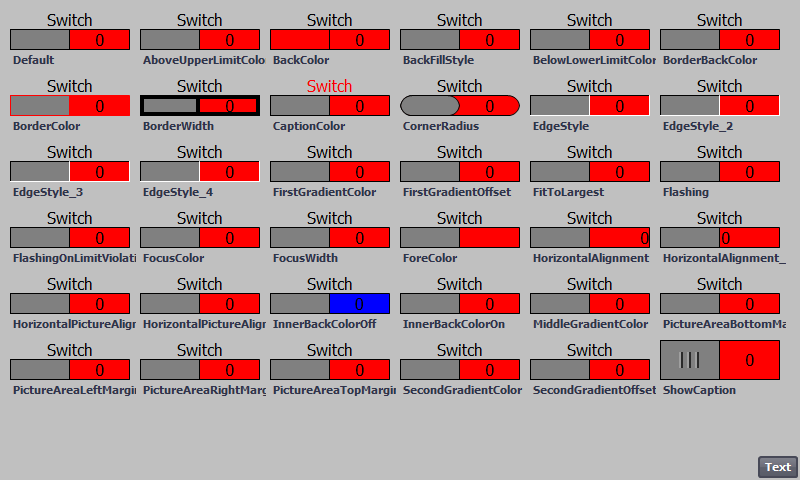 Switch Switch Switch Switch Switch Switch
0 0 0 0 0 0
Default AboveUpperLimitColo BackColor BackFillStyle BelowLowerLimitColor BorderBackColor
Switch Switch Switch Switch Switch Switch
0 0 0 0 0 0
BorderColor BorderWidth CaptionColor CornerRadius EdgeStyle EdgeStyle_2
Switch Switch Switch Switch Switch Switch
0 0 0 0 0 0
EdgeStyle_3 EdgeStyle_4 FirstGradientColor FirstGradientOffset FitToLargest Flashing
Switch Switch Switch Switch Switch Switch
0 0 0 0 0
FlashingOnLimitViolati FocusColor FocusWidth ForeColor HorizontalAlignment HorizontalAlignment_
Switch Switch Switch Switch Switch Switch
0 0 0 0 0 0
HorizontalPictureAlign HorizontalPictureAlign InnerBackColorOff InnerBackColorOn MiddleGradientColor PictureAreaBottomMa
Switch Switch Switch Switch Switch
0 0 0 0 0 0
PictureAreaLeftMargin PictureAreaRightMarg PictureAreaTopMargin SecondGradientColor SecondGradientOffset ShowCaption
Text